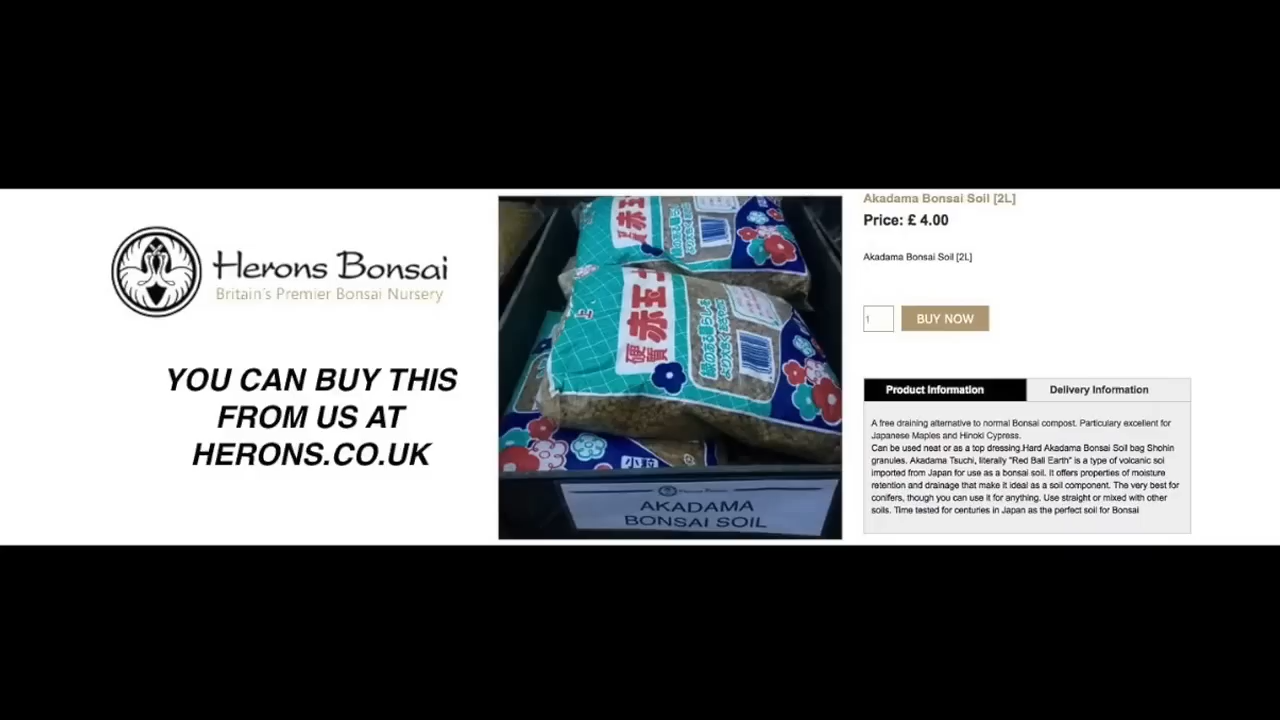 Herons Bonsai
Britain's Premier Bonsai Nursery
YOU CAN BUY THIS
FROM US AT
HERONS.CO.UK
硬質
赤玉土
上
AKADAMA
BONSAI SOIL
Akadama Bonsai Soil [2L]
Price: £ 4.00
Akadama Bonsai Soil [2L]
1
BUY NOW
Product Information
Delivery Information
A free draining alternative to normal Bonsai compost. Particulary excellent for
Japanese Maples and Hinoki Cypress.
Can be used neat or as a top dressing.Hard Akadama Bonsai Soil bag Shohin
granules. Akadama Tsuchi, literally "Red Ball Earth" is a type of volcanic soi
imported from Japan for use as a bonsai soil. It offers properties of moisture
retention and drainage that make it ideal as a soil component. The very best for
conifers, though you can use it for anything. Use straight or mixed with other
soils. Time tested for centuries in Japan as the perfect soil for Bonsai